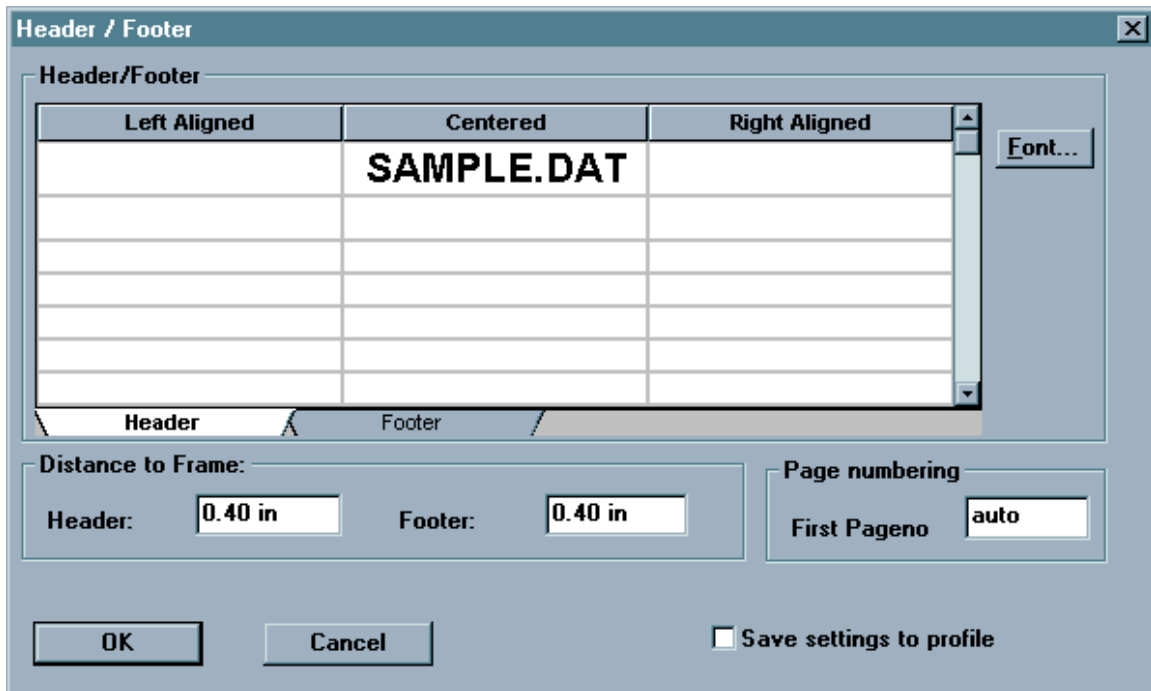 Header / Footer
Header/Footer
Left Aligned Centered Right Aligned
Font...
SAMPLE.DAT
Header Footer
Distance to Frame:
Header: 0.40 in Footer: 0.40 in
Page numbering
First Pageno auto
OK Cancel Save settings to profile